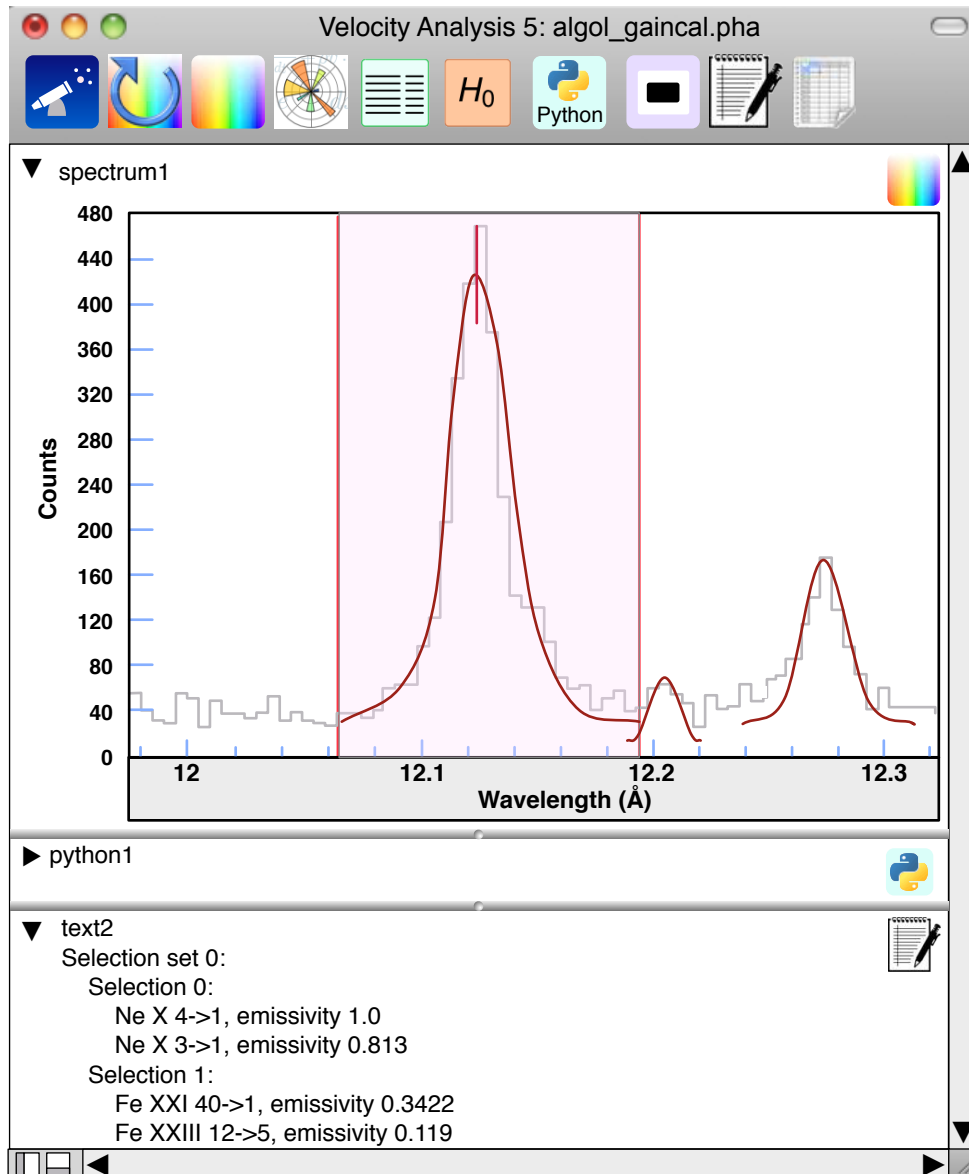 Velocity Analysis 5: algol_gaincal.pha
H0
Python
spectrum1
480
440
400
360
320
280
240
200
160
120
80
40
0
Counts
12 12.1 12.2 12.3
Wavelength (Å)
python1
text2
Selection set 0:
Selection 0:
Ne X 4->1, emissivity 1.0
Ne X 3->1, emissivity 0.813
Selection 1:
Fe XXI 40->1, emissivity 0.3422
Fe XXIII 12->5, emissivity 0.119